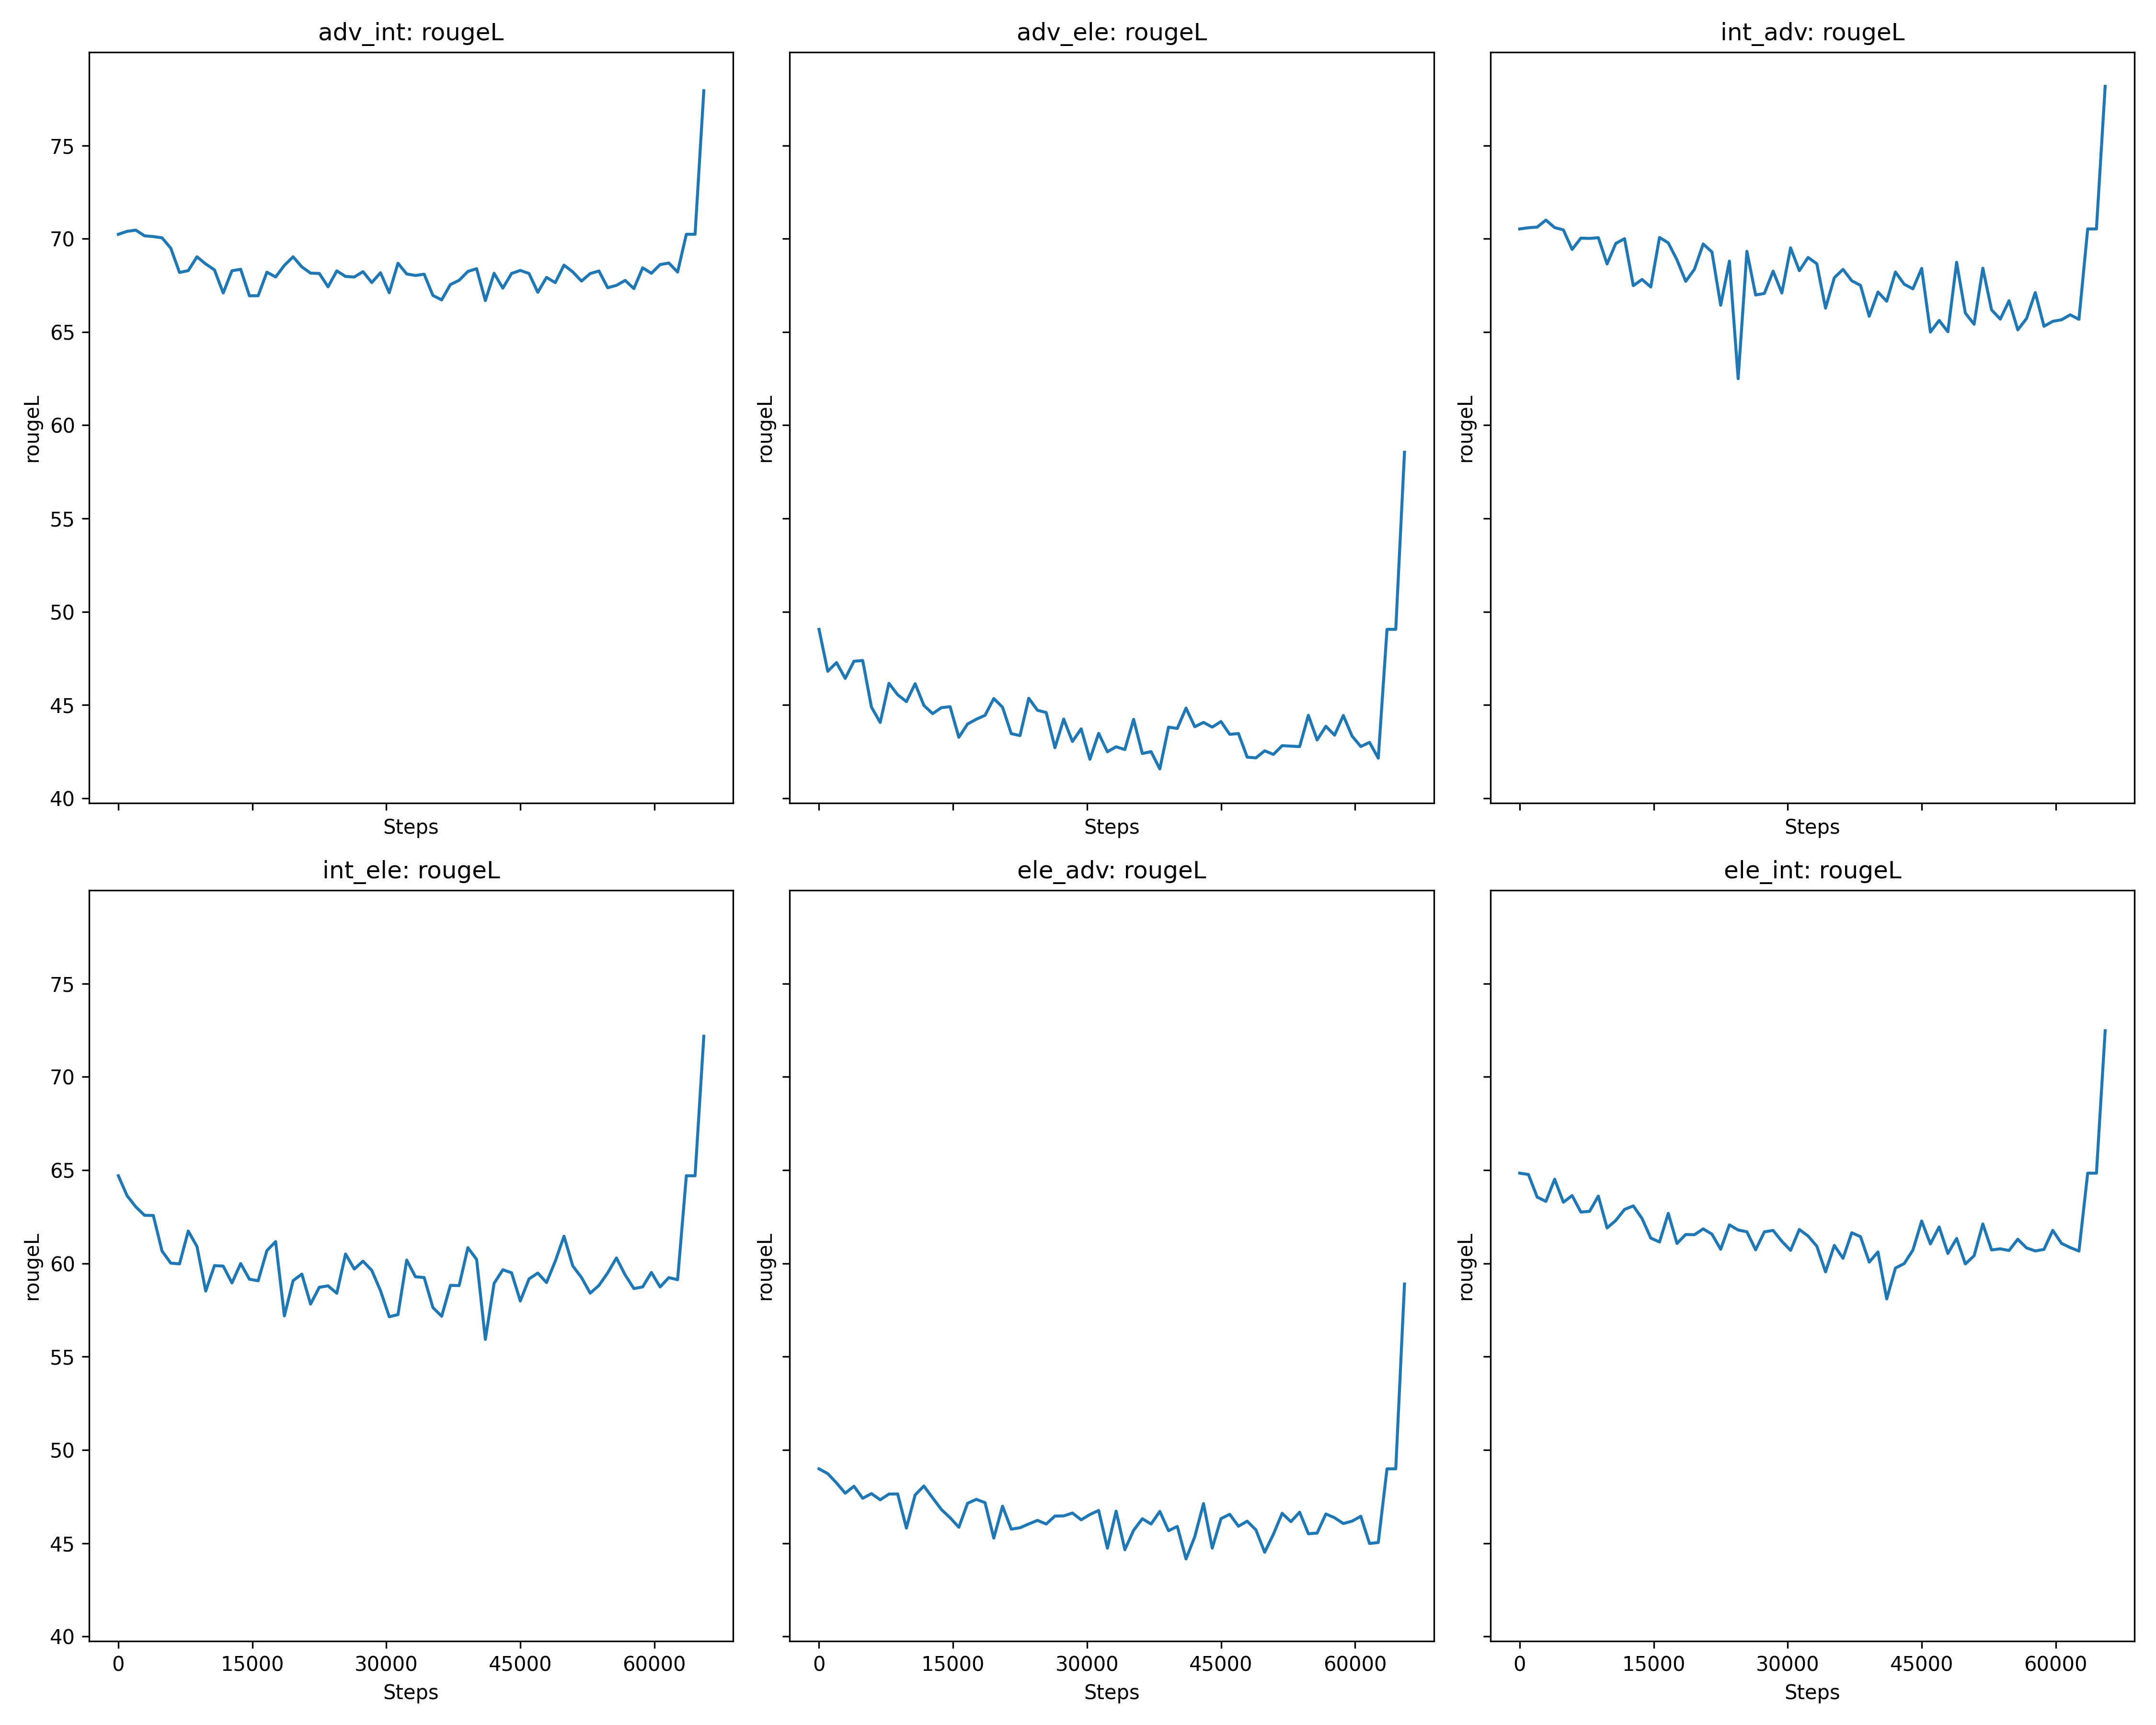 adv_int: rougeL
75
70
65
60
55
50
45
40
rougeL
Steps
adv_ele: rougeL
rougeL
Steps
int_adv: rougeL
rougeL
Steps
int_ele: rougeL
75
70
65
60
55
50
45
40
rougeL
0 15000 30000 45000 60000
Steps
ele_adv: rougeL
rougeL
0 15000 30000 45000 60000
Steps
ele_int: rougeL
rougeL
0 15000 30000 45000 60000
Steps